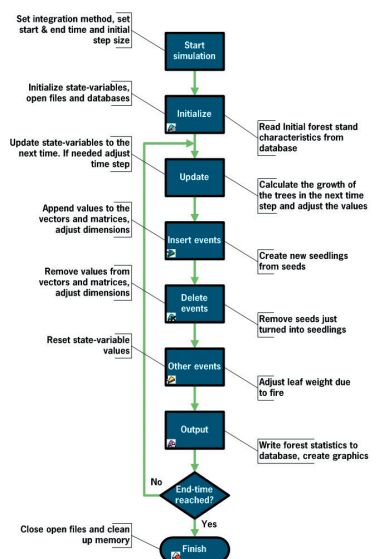 Set integration method, set
start & end time and initial
step size
Start
simulation
Initialize state-variables,
open files and databases
Initialize
Read Initial forest stand
characteristics from
database
Update state-variables to the
next time. If needed adjust
time step
Update
Calculate the growth of
the trees in the next time
step and adjust the values
Append values to the
vectors and matrices,
adjust dimensions
Insert events
Create new seedlings
from seeds
Remove values from
vectors and matrices,
adjust dimensions
Delete
events
Remove seeds just
turned into seedlings
Reset state-variable
values
Other events
Adjust leaf weight due
to fire
Output
Write forest statistics to
database, create graphics
No
End-time
reached?
Yes
Close open files and clean
up memory
Finish